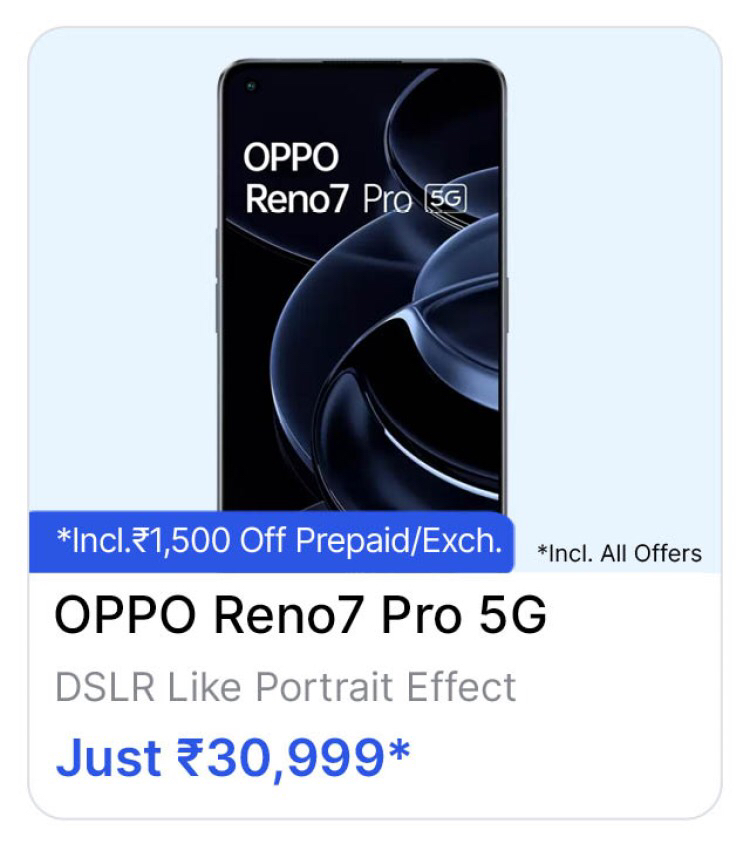 OPPO
Reno7 Pro 5G
*Incl.₹1,500 Off Prepaid/Exch.
*Incl. All Offers
OPPO Reno7 Pro 5G
DSLR Like Portrait Effect
Just ₹30,999*